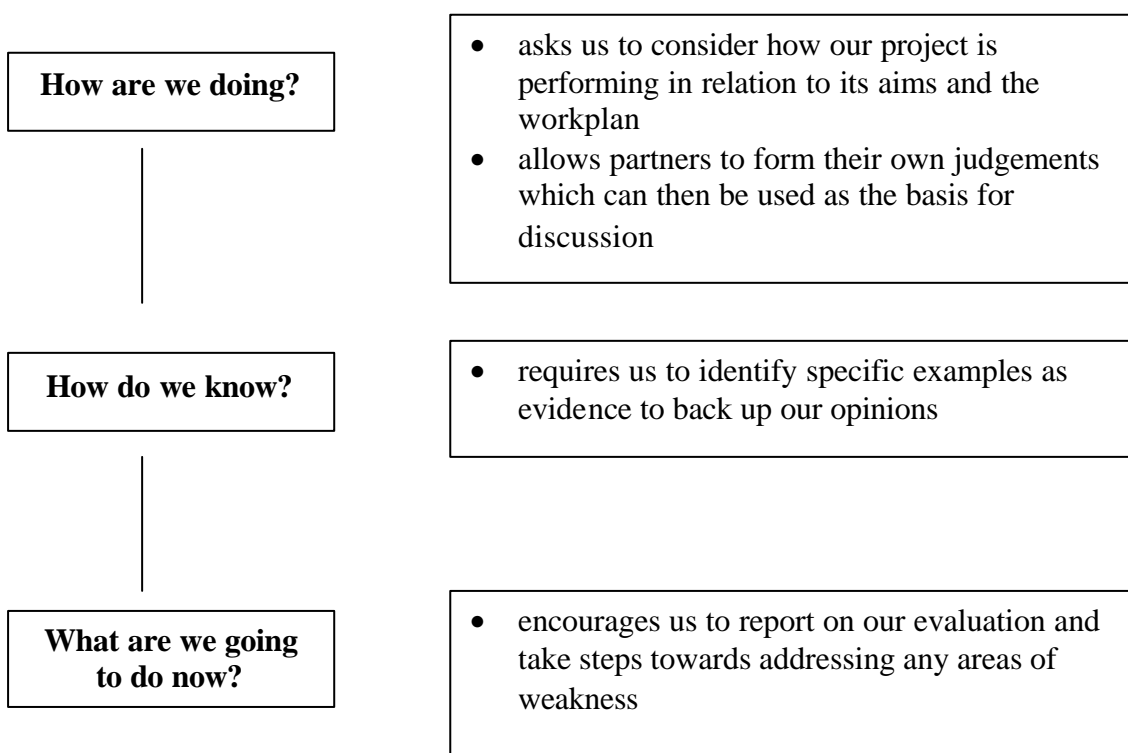 How are we doing?
• asks us to consider how our project is
performing in relation to its aims and the
workplan
• allows partners to form their own judgements
which can then be used as the basis for
discussion
How do we know?
• requires us to identify specific examples as
evidence to back up our opinions
What are we going
to do now?
• encourages us to report on our evaluation and
take steps towards addressing any areas of
weakness